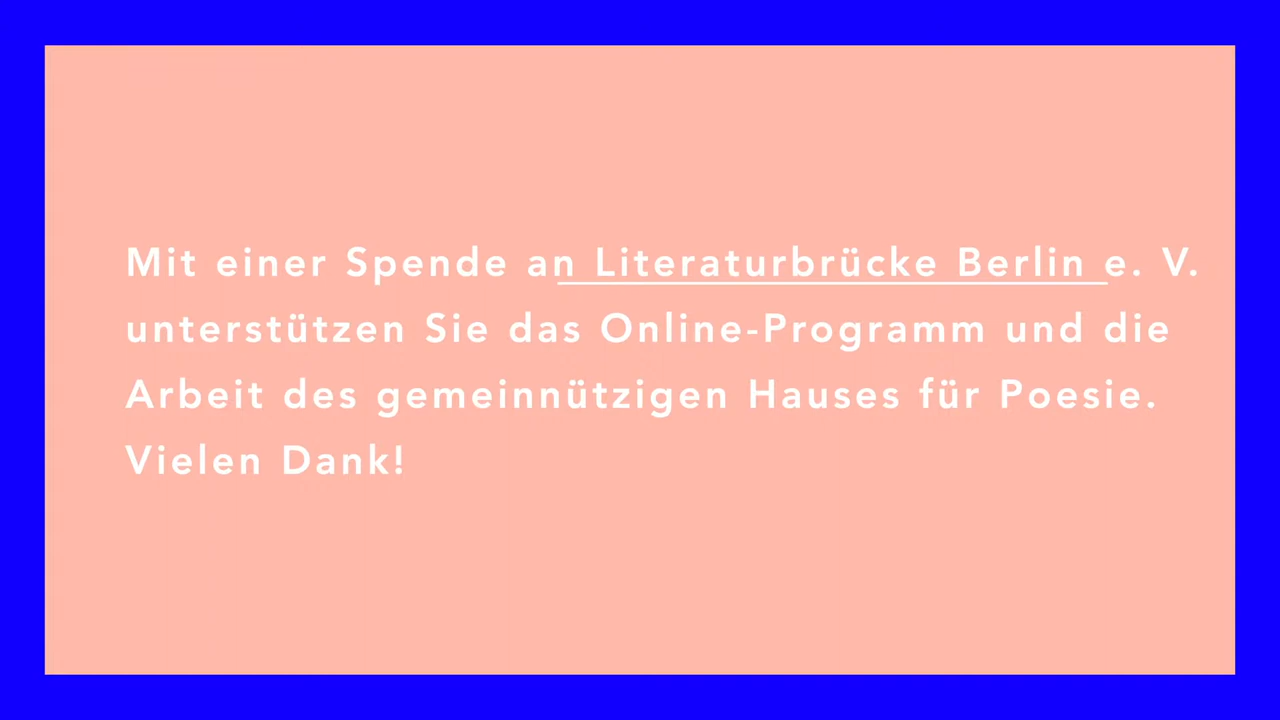 Mit einer Spende an Literaturbrücke Berlin e. V.
unterstützen Sie das Online-Programm und die
Arbeit des gemeinnützigen Hauses für Poesie.
Vielen Dank!